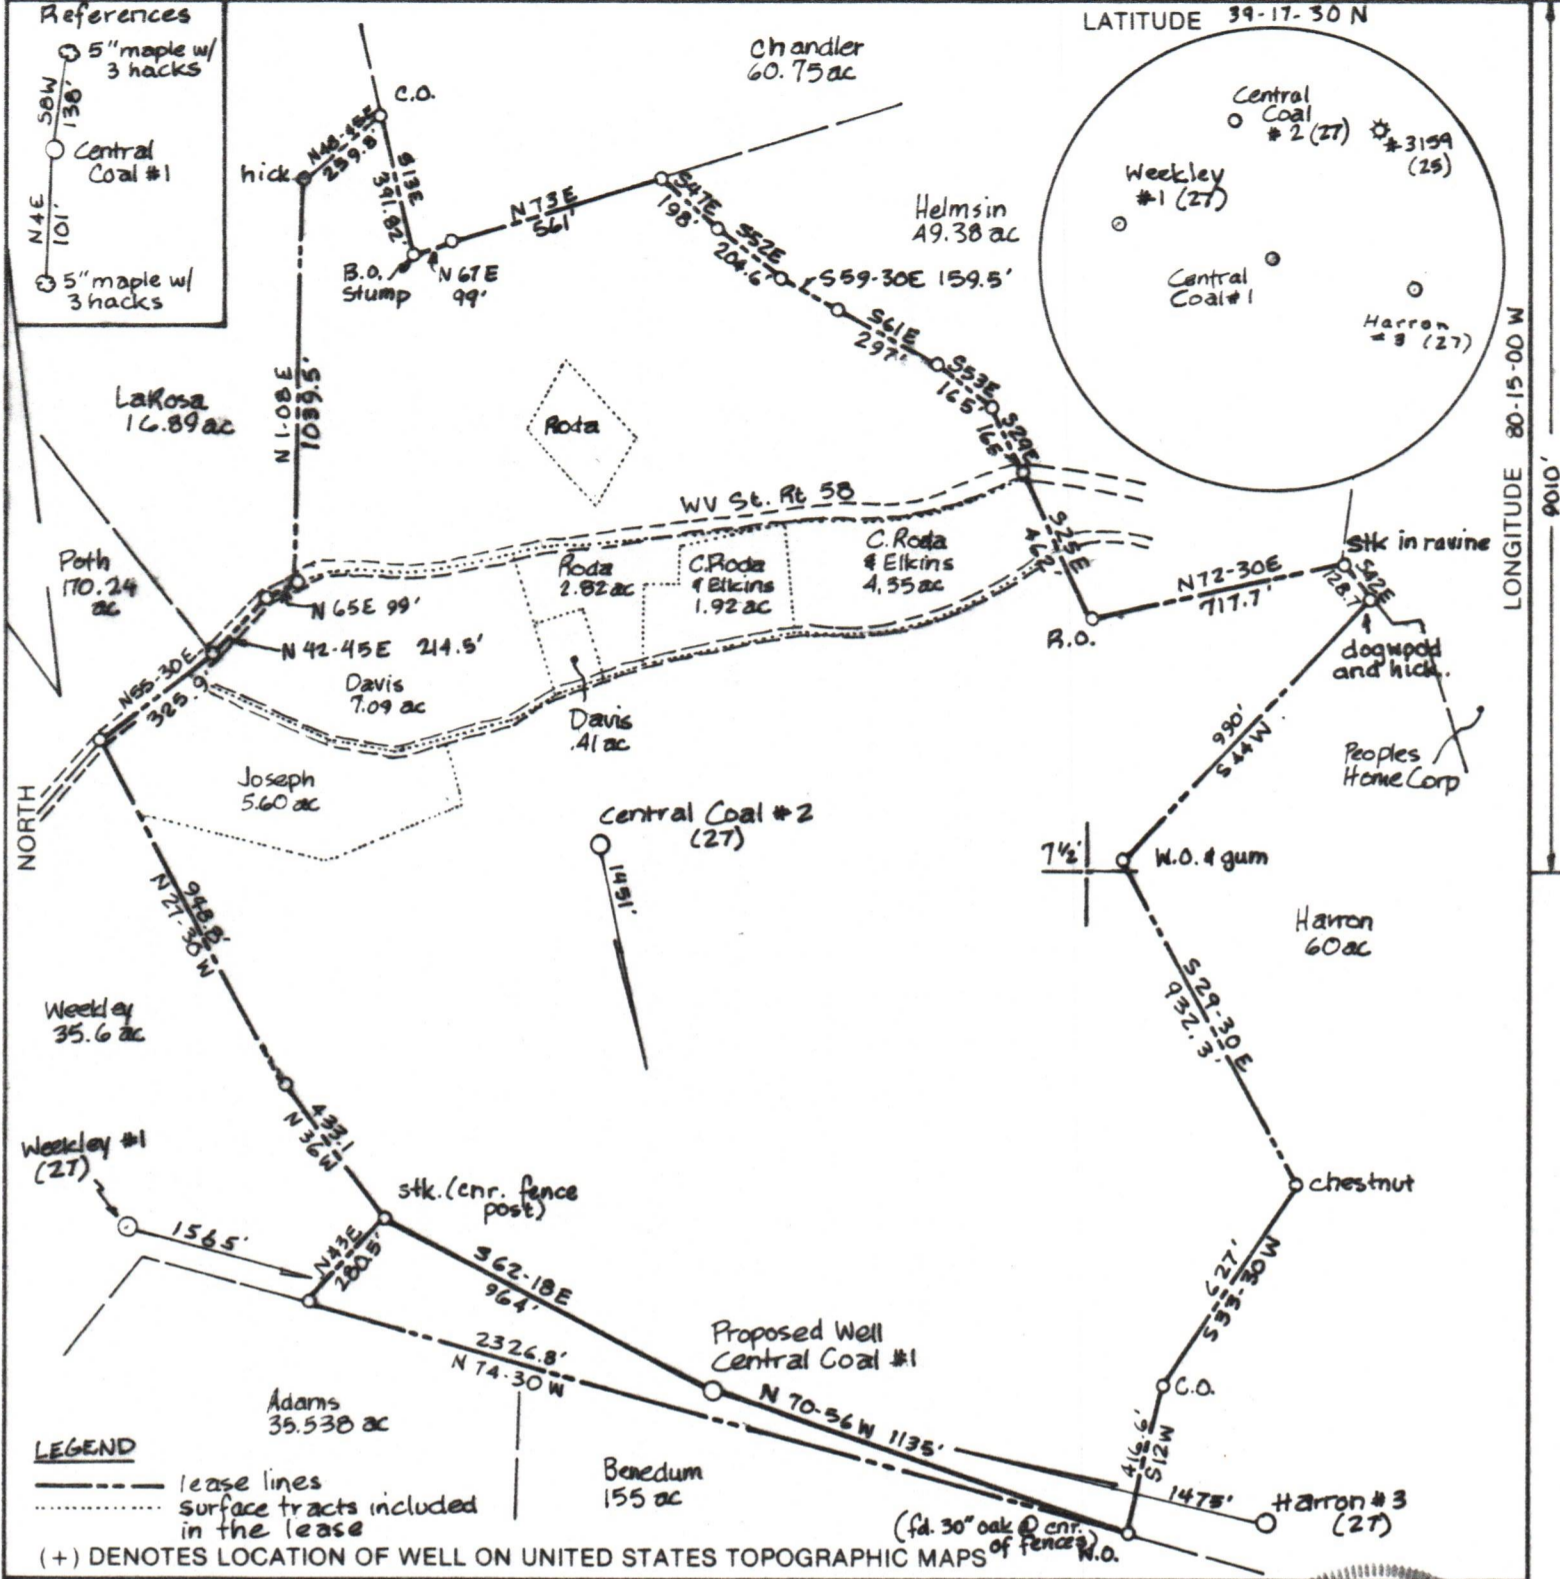 References
5" maple w/
3 hacks
S8W
138'
Central
Coal #1
N4E
101'
5" maple w/
3 hacks
C.O.
Chandler
60.75 ac
LATITUDE 39-17-30 N
Central
Coal
# 2 (27)
#3159
(25)
Weekley
#1 (27)
Central
Coal #1
Harron
# 3 (27)
LONGITUDE 80-15-00 W
9010'
hick.
N48-45E
259.8'
S13E
391.82'
N73E
561'
B.O.
Stump
N67E
99'
S47E
198'
S52E
204.6'
S59-30E 159.5'
S61E
297'
S53E
165'
S29E
165'
Helmsin
49.38 ac
LaRosa
16.89 ac
N1-08E
1039.5'
Roda
WV St. Rt 58
S25E
462'
Poth
170.24
ac
Roda
2.82 ac
C.Roda
& Elkins
1.92 ac
C. Roda
& Elkins
4.35 ac
N65E 99'
N 42-45E 214.5'
N55-30E
325.9'
R.O.
N72-30E
717.7'
stk in ravine
S42E
128.7'
dogwood
and hick.
Davis
7.09 ac
Davis
.41 ac
990'
S 44 W
Peoples
Home Corp
NORTH
Joseph
5.60 ac
Central Coal # 2
(27)
1451'
7½'
W.O. & gum
948.8'
N27-30W
Harron
60 ac
S29-30E
932.3'
Weekley
35.6 ac
433.1
N 36 W
Weekley #1
(27)
1565'
stk. (cnr. fence
post)
chestnut
N43E
280.5'
S62-18E
964'
627'
S33-30W
2326.8'
N 74-30 W
Proposed Well
Central Coal #1
C.O.
N 70-56 W 1135'
416.6'
S12W
Adams
35.538 ac
Benedum
155 ac
1475'
Harron #3
(27)
(fd. 30" oak @ cnr.
of fences)
W.O.
LEGEND
lease lines
surface tracts included
in the lease
(+) DENOTES LOCATION OF WELL ON UNITED STATES TOPOGRAPHIC MAPS